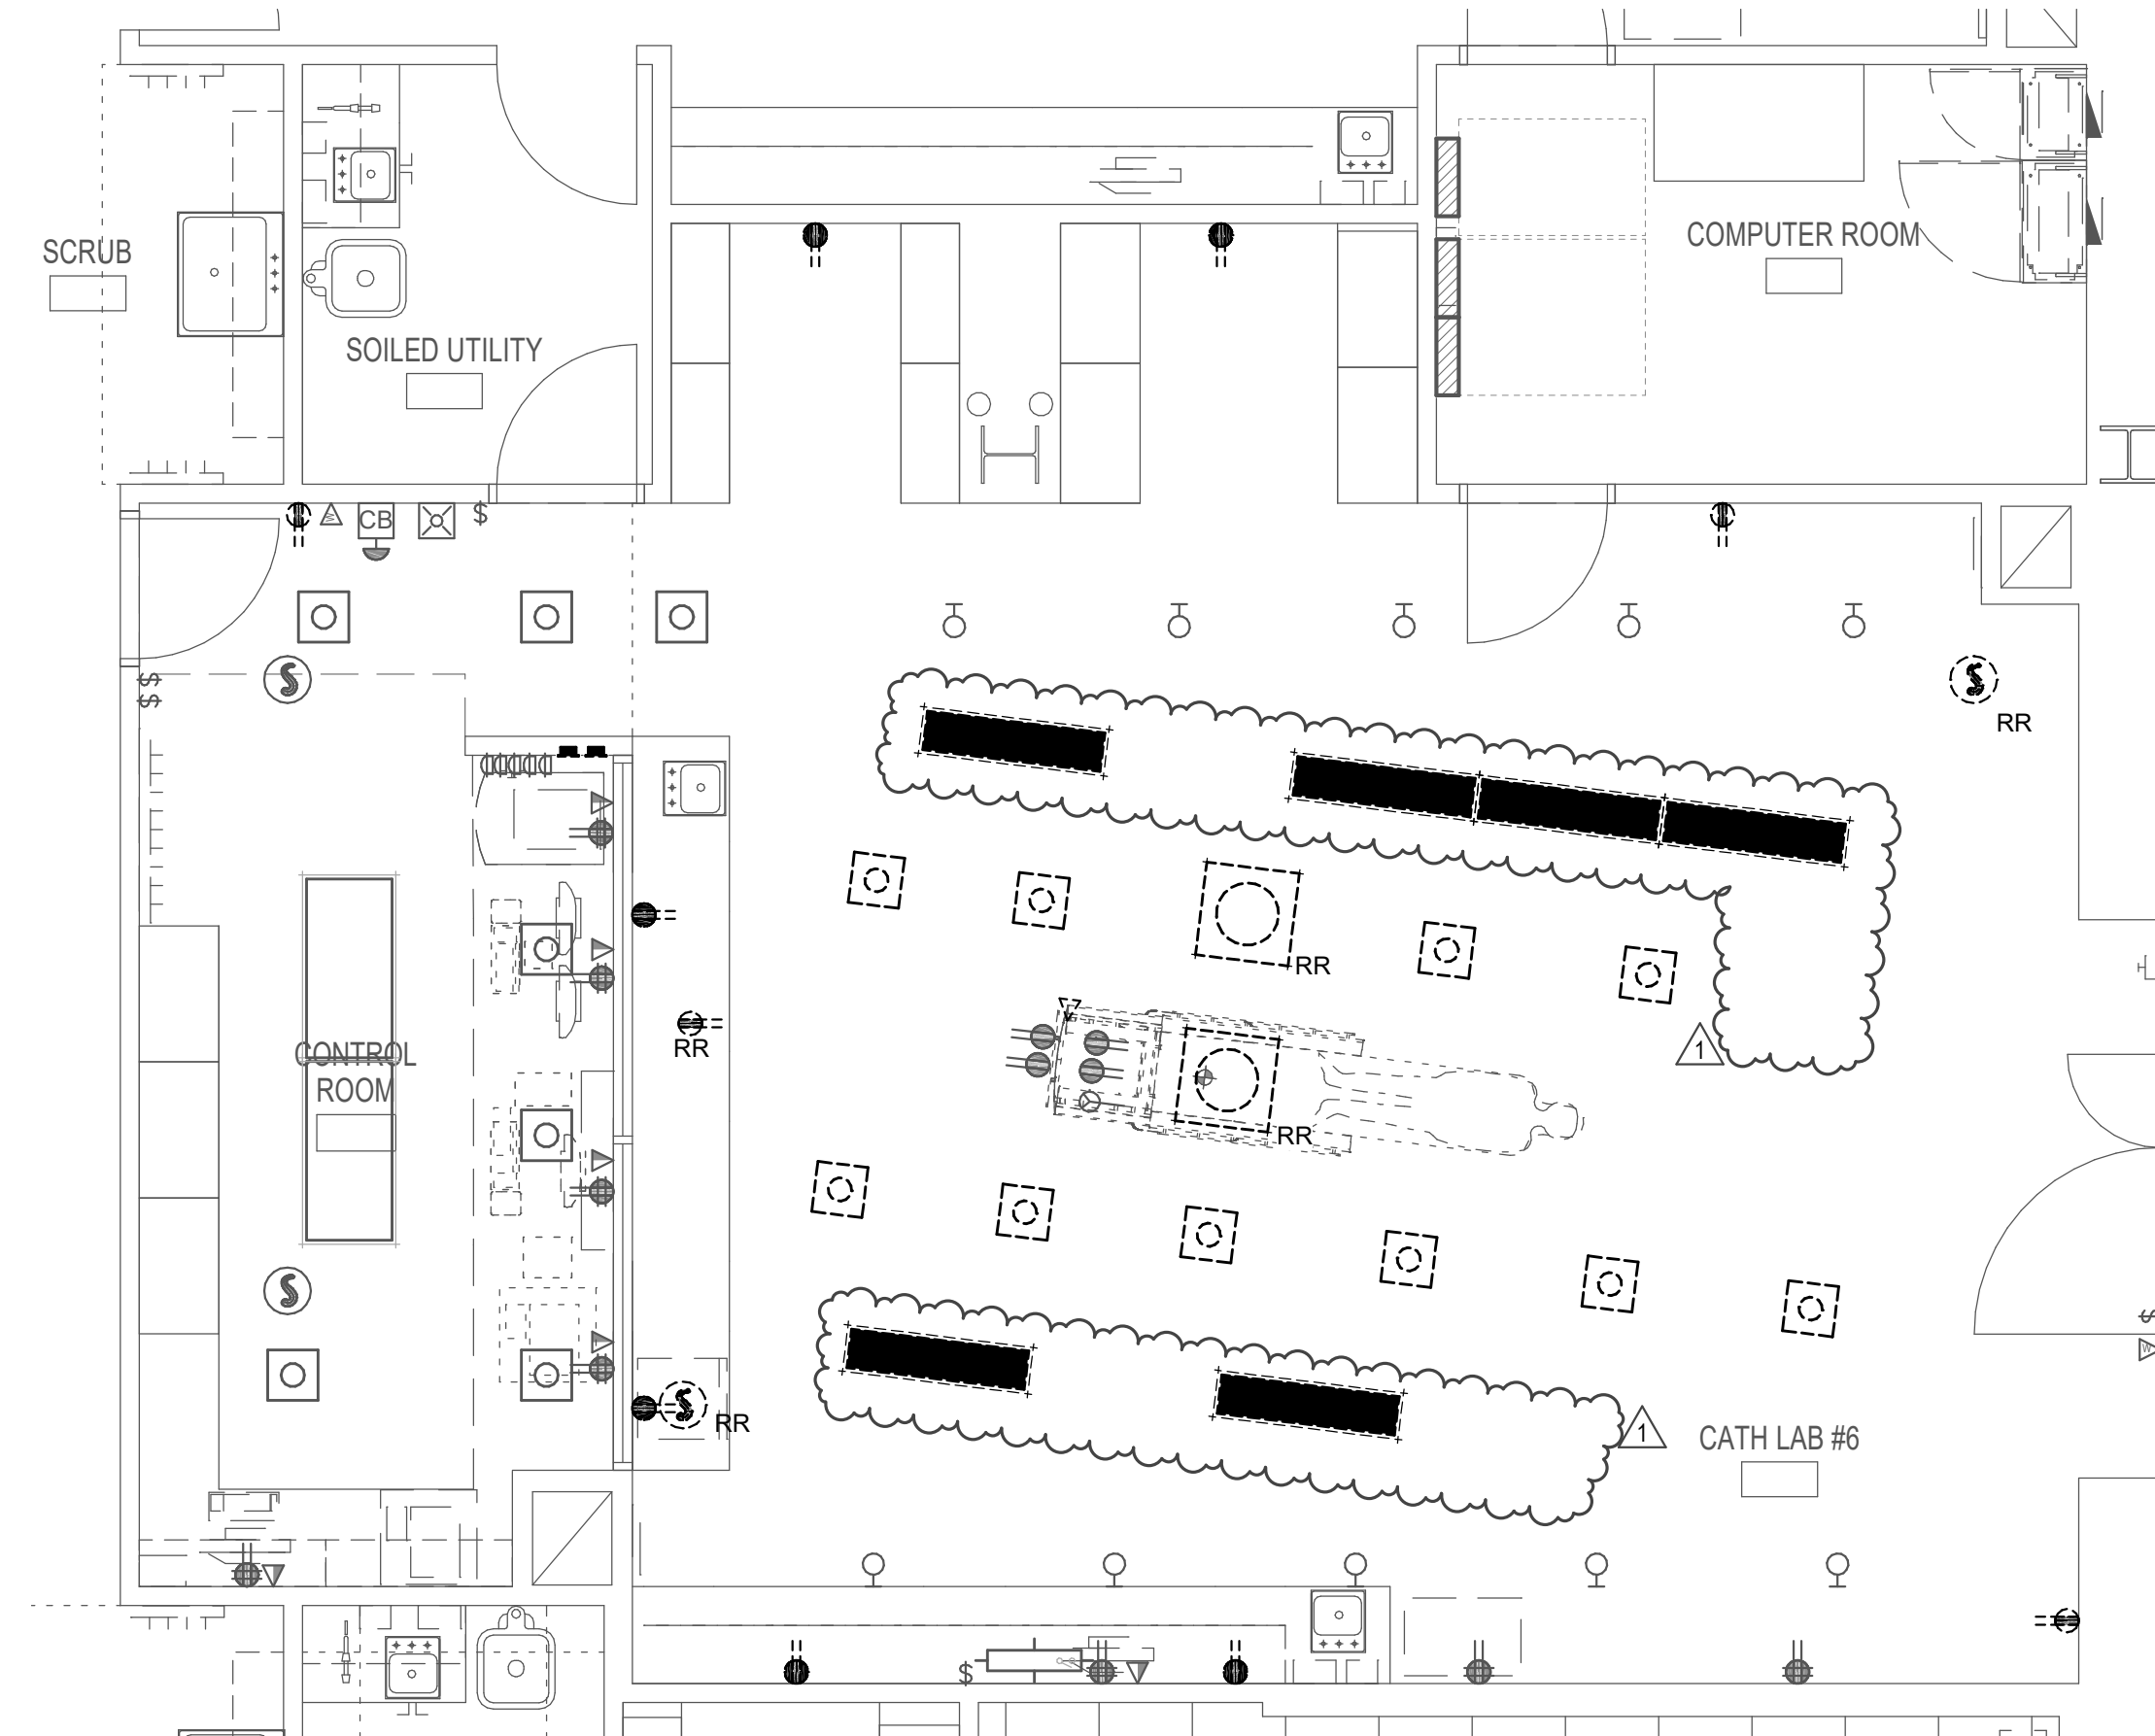 SCRUB
SOILED UTILITY
COMPUTER ROOM
CB
$
$
$
RR
CONTROL
ROOM
RR
RR
RR
1
RR
1
CATH LAB #6
$
$
W
W